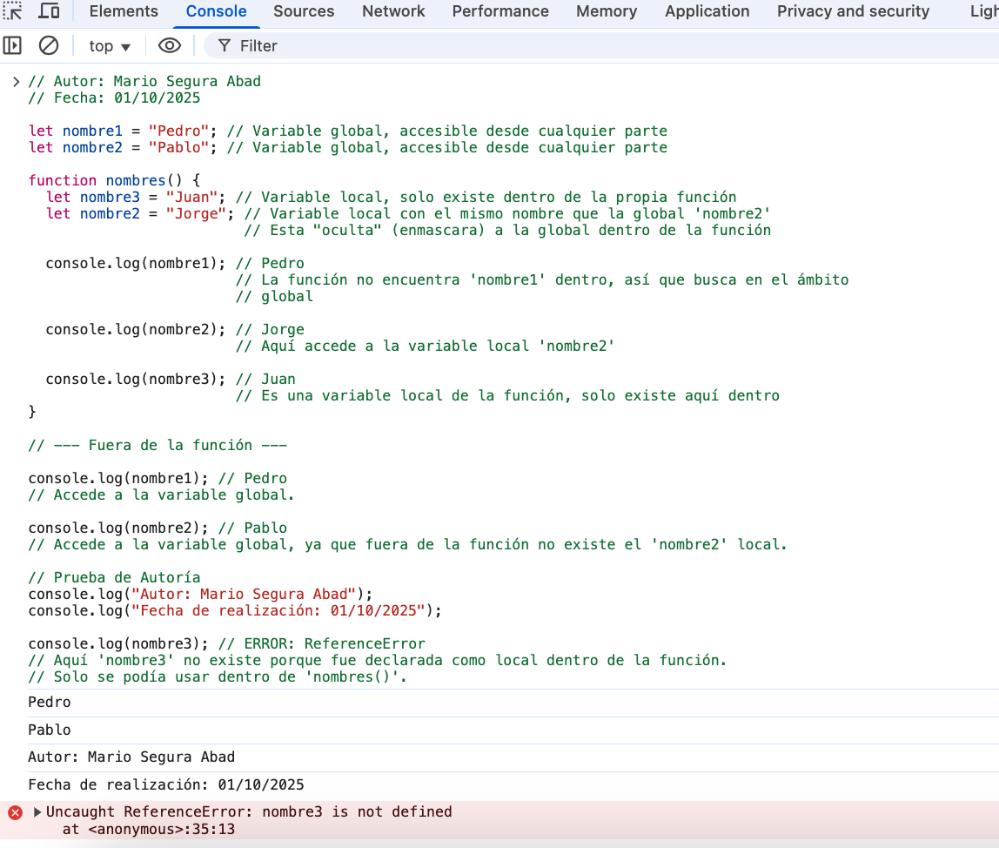 Elements Console Sources Network Performance Memory Application Privacy and security Ligh
top Filter
// Autor: Mario Segura Abad
// Fecha: 01/10/2025
let nombre1 = "Pedro"; // Variable global, accesible desde cualquier parte
let nombre2 = "Pablo"; // Variable global, accesible desde cualquier parte
function nombres() {
let nombre3 = "Juan"; // Variable local, solo existe dentro de la propia función
let nombre2 = "Jorge"; // Variable local con el mismo nombre que la global 'nombre2'
// Esta "oculta" (enmascara) a la global dentro de la función
console.log(nombre1); // Pedro
// La función no encuentra 'nombre1' dentro, así que busca en el ámbito
// global
console.log(nombre2); // Jorge
// Aquí accede a la variable local 'nombre2'
console.log(nombre3); // Juan
// Es una variable local de la función, solo existe aquí dentro
}
// --- Fuera de la función ---
console.log(nombre1); // Pedro
// Accede a la variable global.
console.log(nombre2); // Pablo
// Accede a la variable global, ya que fuera de la función no existe el 'nombre2' local.
// Prueba de Autoría
console.log("Autor: Mario Segura Abad");
console.log("Fecha de realización: 01/10/2025");
console.log(nombre3); // ERROR: ReferenceError
// Aquí 'nombre3' no existe porque fue declarada como local dentro de la función.
// Solo se podía usar dentro de 'nombres()'.
Pedro
Pablo
Autor: Mario Segura Abad
Fecha de realización: 01/10/2025
Uncaught ReferenceError: nombre3 is not defined
at <anonymous>:35:13